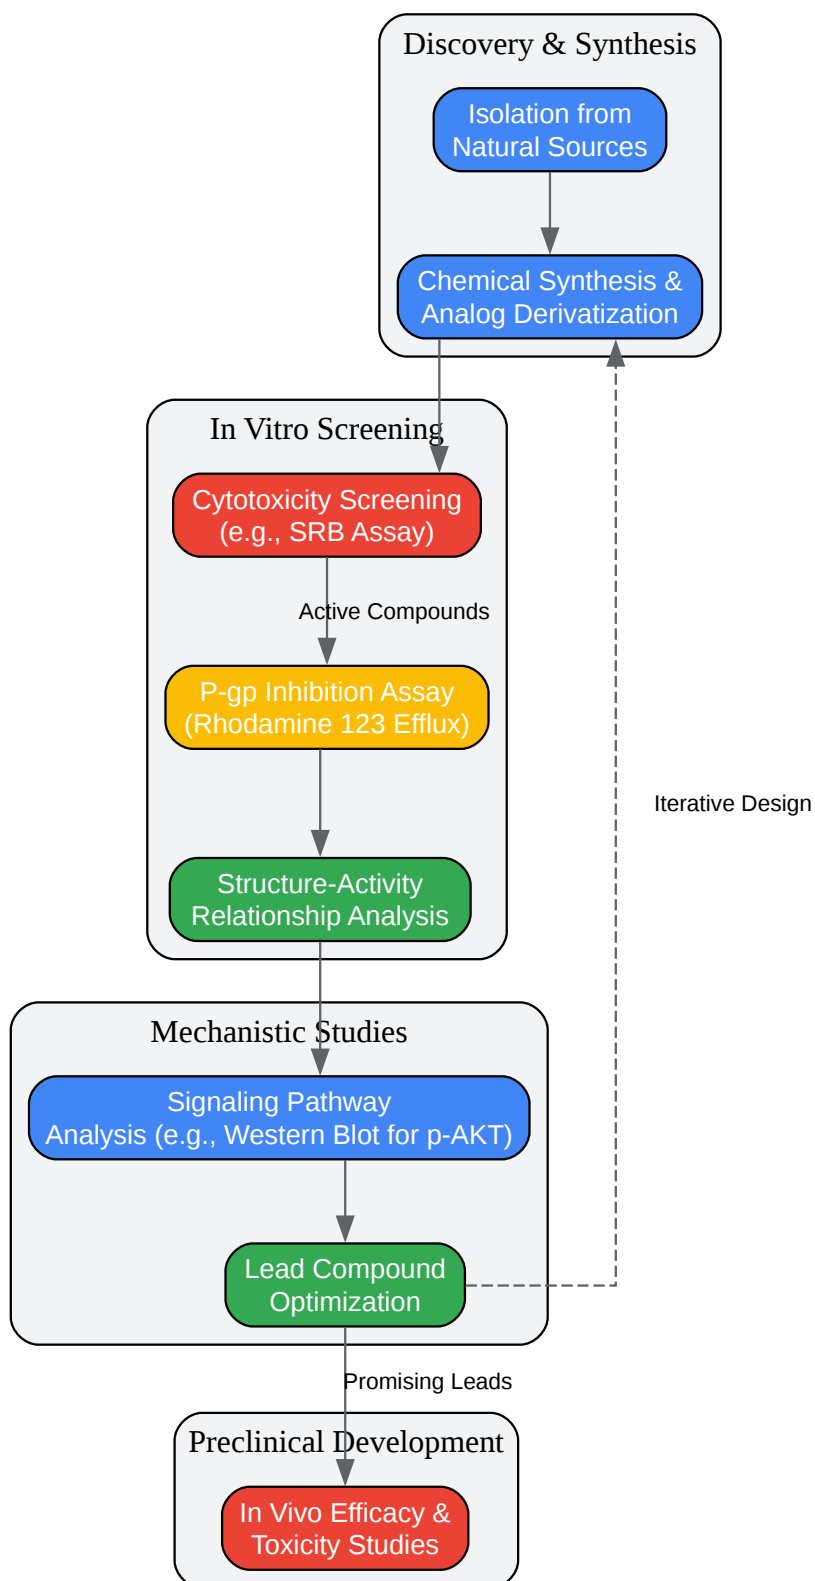 Discovery & Synthesis
Isolation from
Natural Sources
Chemical Synthesis &
Analog Derivatization
In Vitro Screening
Cytotoxicity Screening
(e.g., SRB Assay)
Active Compounds
P-gp Inhibition Assay
(Rhodamine 123 Efflux)
Iterative Design
Structure-Activity
Relationship Analysis
Mechanistic Studies
Signaling Pathway
Analysis (e.g., Western Blot for p-AKT)
Lead Compound
Optimization
Promising Leads
Preclinical Development
In Vivo Efficacy &
Toxicity Studies